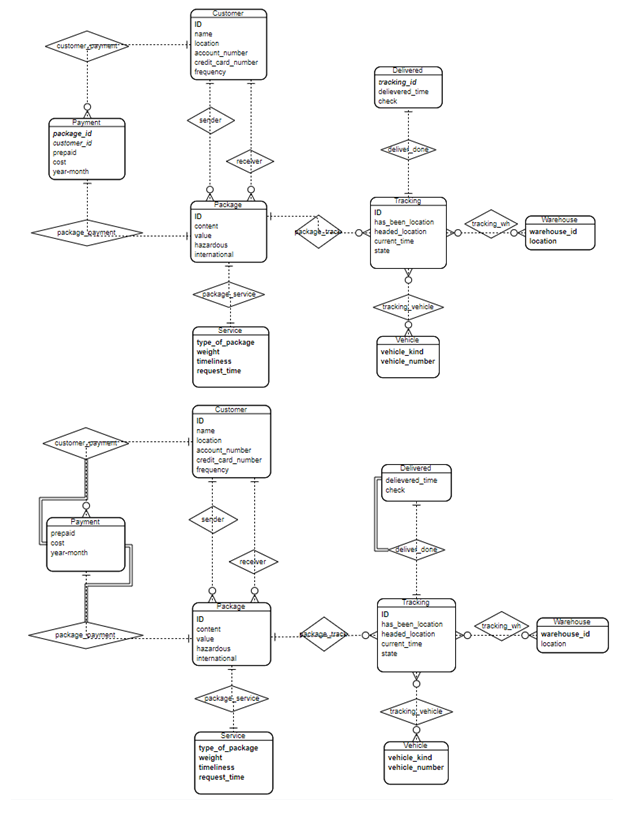 Customer
ID
name
location
account_number
credit_card_number
frequency
customer_payment
Payment
package_id
customer_id
prepaid
cost
year-month
sender
receiver
Delivered
tracking_id
delievered_time
check
deliver_done
Package
ID
content
value
hazardous
international
package_payment
package_track
Tracking
ID
has_been_location
headed_location
current_time
state
tracking_wh
Warehouse
warehouse_id
location
package_service
tracking_vehicle
Service
type_of_package
weight
timeliness
request_time
Vehicle
vehicle_kind
vehicle_number
Customer
ID
name
location
account_number
credit_card_number
frequency
customer_payment
Payment
prepaid
cost
year-month
sender
receiver
Delivered
delievered_time
check
deliver_done
Package
ID
content
value
hazardous
international
package_payment
package_track
Tracking
ID
has_been_location
headed_location
current_time
state
tracking_wh
Warehouse
warehouse_id
location
package_service
tracking_vehicle
Service
type_of_package
weight
timeliness
request_time
Vehicle
vehicle_kind
vehicle_number